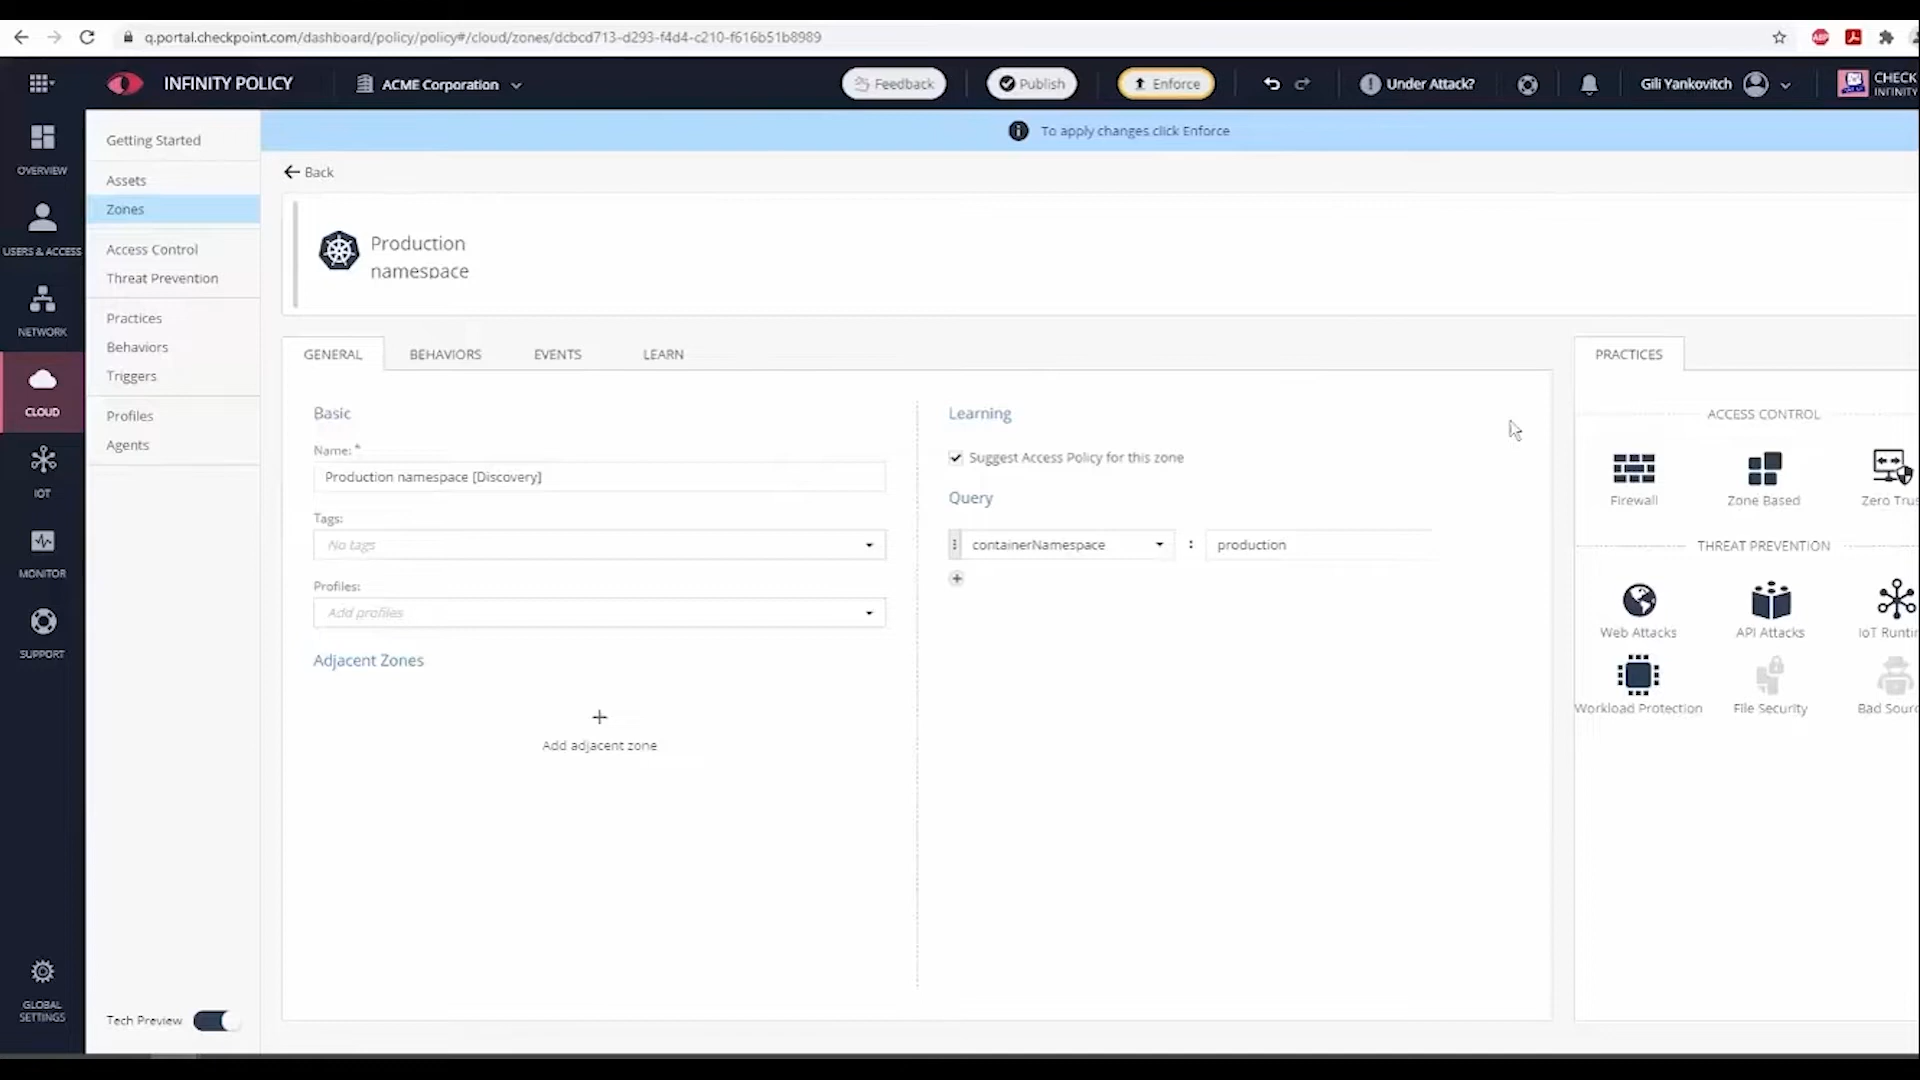 q.portal.checkpoint.com/dashboard/policy/policy#/cloud/zones/dcbcd713-d293-f4d4-c210-f616b51b8989
ABP
INFINITY POLICY
ACME Corporation
Feedback
Publish
Enforce
Under Attack?
Gili Yankovitch
CHECK
INFINITY
OVERVIEW
USERS & ACCESS
NETWORK
CLOUD
IOT
MONITOR
SUPPORT
GLOBAL
SETTINGS
Getting Started
Assets
Zones
Access Control
Threat Prevention
Practices
Behaviors
Triggers
Profiles
Agents
Tech Preview
To apply changes click Enforce
Back
Production
namespace
GENERAL
BEHAVIORS
EVENTS
LEARN
Basic
Name: *
Production namespace [Discovery]
Tags:
No tags
Profiles:
Add profiles
Adjacent Zones
+
Add adjacent zone
Learning
Suggest Access Policy for this zone
Query
containerNamespace : production
+
PRACTICES
ACCESS CONTROL
Firewall
Zone Based
Zero Trus
THREAT PREVENTION
Web Attacks
API Attacks
IoT Runti
Workload Protection
File Security
Bad Sourc